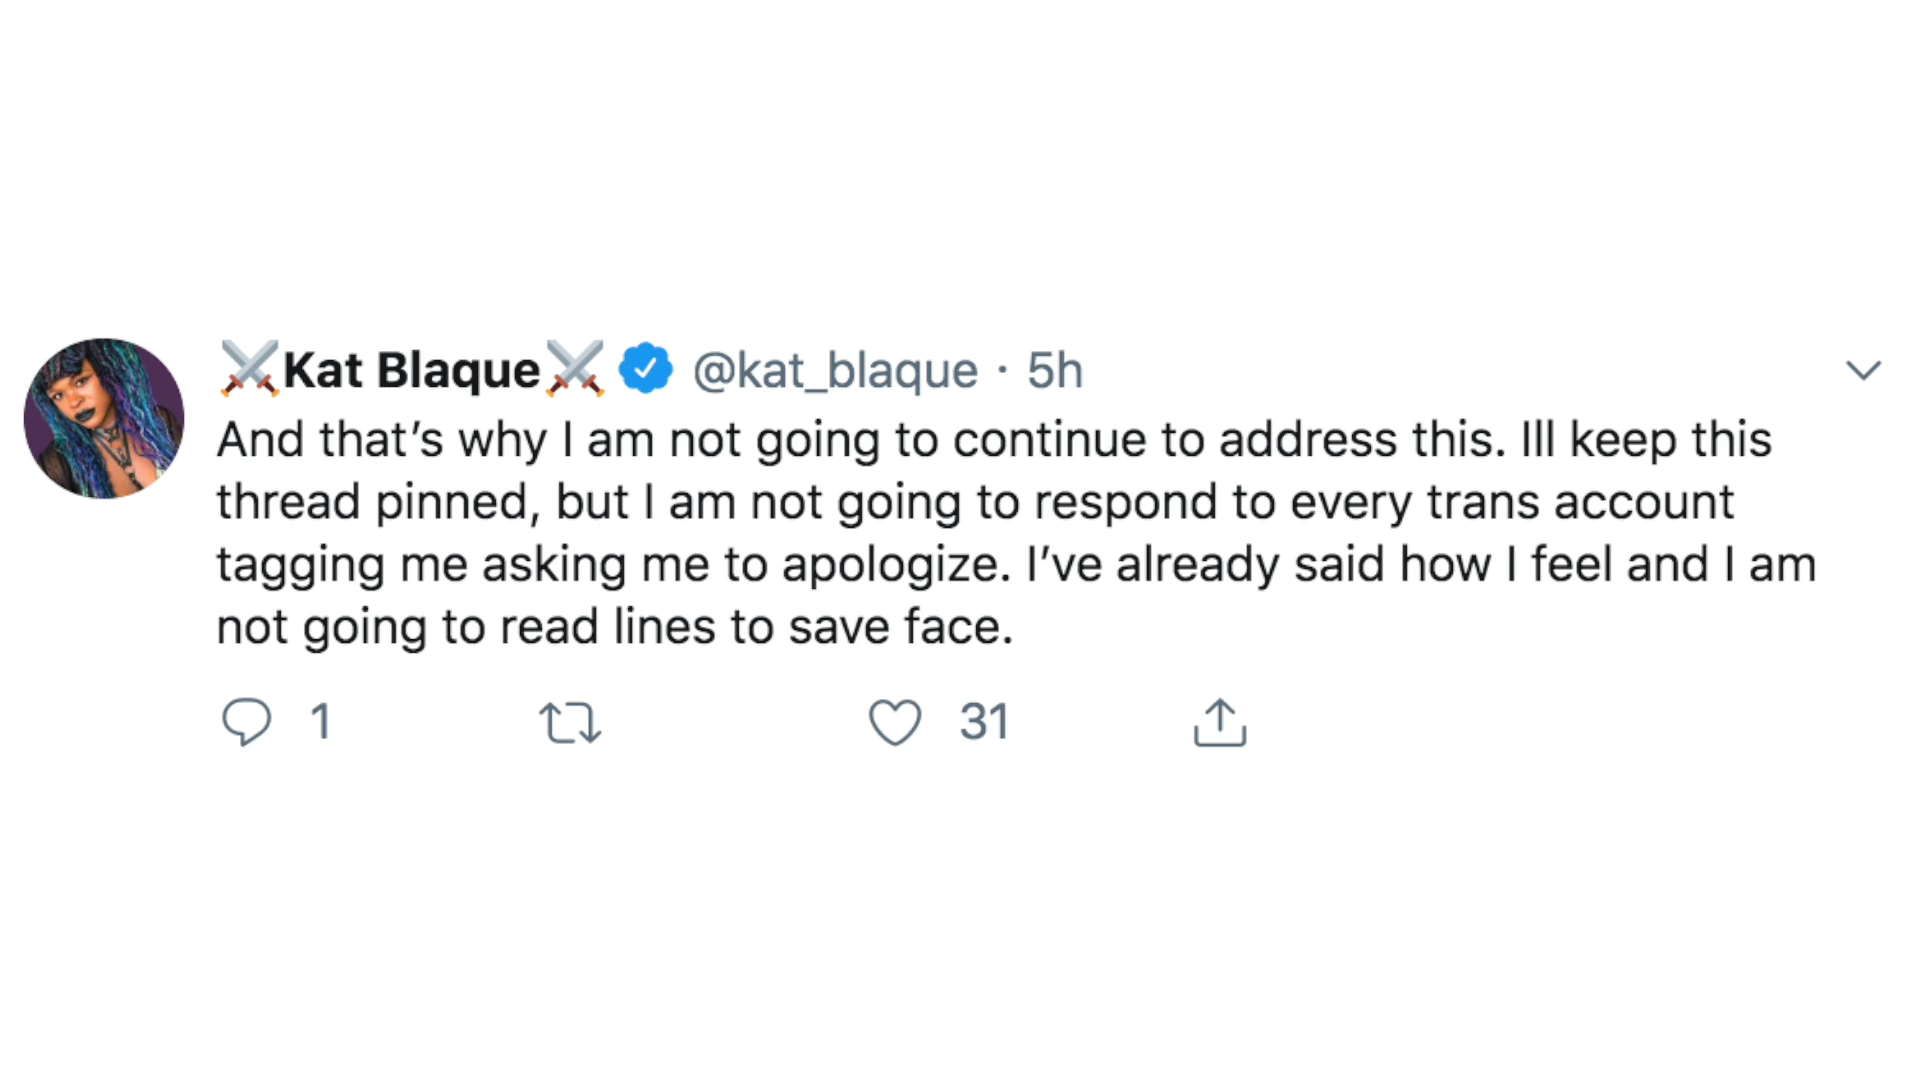 ⚔️Kat Blaque⚔️ @kat_blaque · 5h
And that’s why I am not going to continue to address this. Ill keep this
thread pinned, but I am not going to respond to every trans account
tagging me asking me to apologize. I’ve already said how I feel and I am
not going to read lines to save face.
1 31